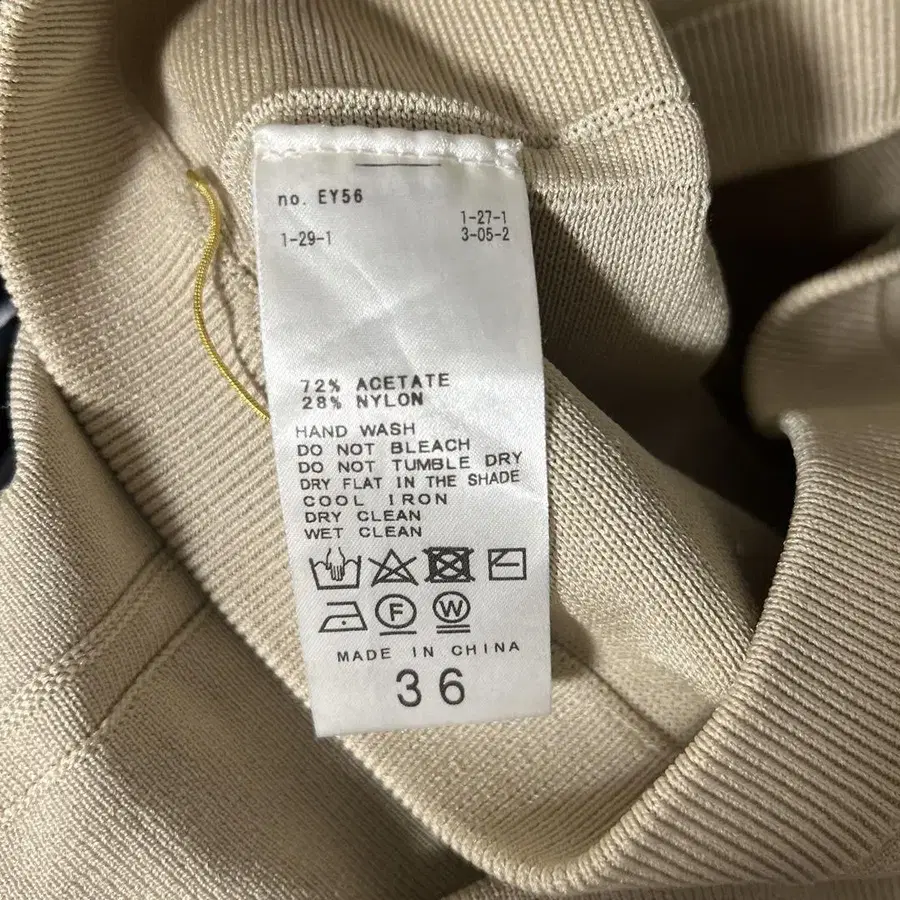 no. EY56
1-27-1
1-29-1 3-05-2
72% ACETATE
28% NYLON
HAND WASH
DO NOT BLEACH
DO NOT TUMBLE DRY
DRY FLAT IN THE SHADE
COOL IRON
DRY CLEAN
WET CLEAN
F W
MADE IN CHINA
36